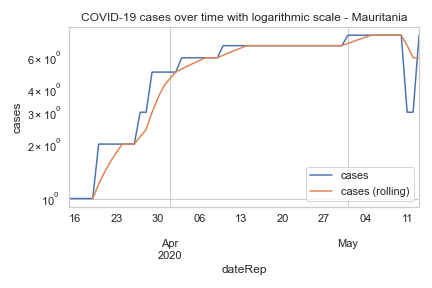 COVID-19 cases over time with logarithmic scale - Mauritania
cases
6 × 10⁰
4 × 10⁰
3 × 10⁰
2 × 10⁰
10⁰
cases
cases (rolling)
16 23 30 06 13 20 27 04 11
Apr May
2020
dateRep